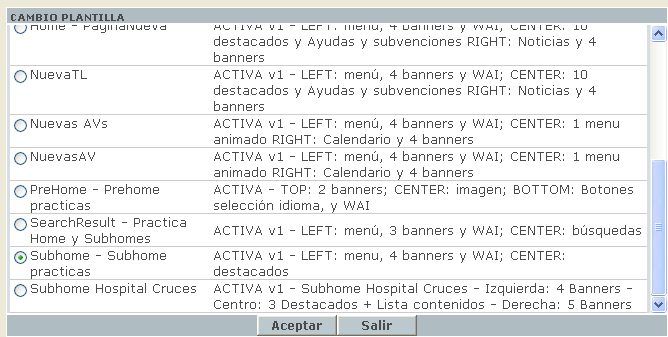 CAMBIO PLANTILLA
Home - PaginaNueva ACTIVA v1 - LEFT: menú, 4 banners y WAI; CENTER: 10
destacados y Ayudas y subvenciones RIGHT: Noticias y 4
banners
NuevaTL ACTIVA v1 - LEFT: menú, 4 banners y WAI; CENTER: 10
destacados y Ayudas y subvenciones RIGHT: Noticias y 4
banners
Nuevas AVs ACTIVA v1 - LEFT: menú, 4 banners y WAI; CENTER: 1 menu
animado RIGHT: Calendario y 4 banners
NuevasAV ACTIVA v1 - LEFT: menú, 4 banners y WAI; CENTER: 1 menu
animado RIGHT: Calendario y 4 banners
PreHome - Prehome ACTIVA - TOP: 2 banners; CENTER: imagen; BOTTOM: Botones
practicas selección idioma, y WAI
SearchResult - Practica
Home y Subhomes ACTIVA v1 - LEFT: menú, 3 banners y WAI; CENTER: búsquedas
Subhome - Subhome ACTIVA v1 - LEFT: menu, 4 banners y WAI; CENTER:
practicas destacados
Subhome Hospital Cruces ACTIVA v1 - Subhome Hospital Cruces - Izquierda: 4 Banners -
Centro: 3 Destacados + Lista contenidos - Derecha: 5 Banners
Aceptar Salir